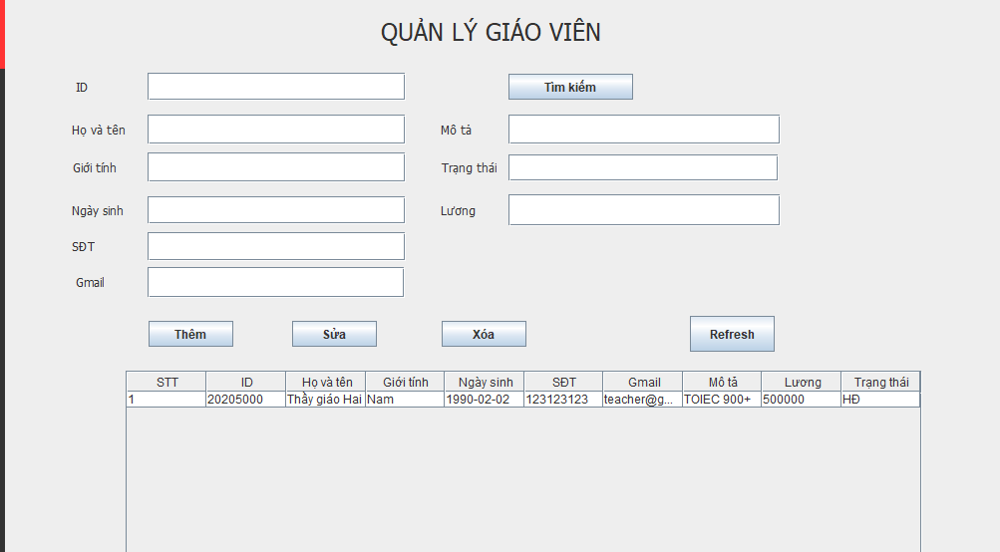 QUẢN LÝ GIÁO VIÊN
ID Tìm kiếm
Họ và tên Mô tả
Giới tính Trạng thái
Ngày sinh Lương
SĐT
Gmail
Thêm Sửa Xóa Refresh
STT ID Họ và tên Giới tính Ngày sinh SĐT Gmail Mô tả Lương Trạng thái
1 20205000 Thầy giáo Hai Nam 1990-02-02 123123123 teacher@g... TOIEC 900+ 500000 HĐ